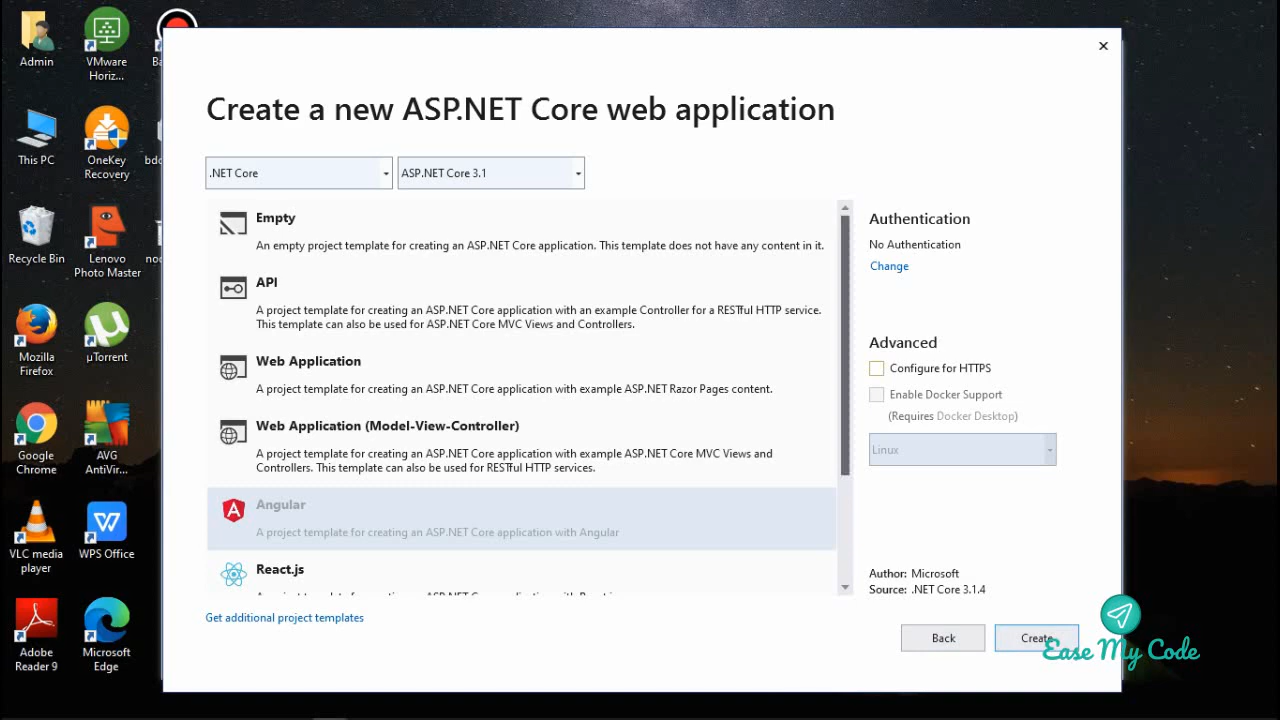 Admin
VMware
Horiz...
This PC
OneKey
Recovery
Recycle Bin
Lenovo
Photo Master
Mozilla
Firefox
µTorrent
Google
Chrome
AVG
AntiVir...
VLC media
player
WPS Office
Adobe
Reader 9
Microsoft
Edge
Create a new ASP.NET Core web application
.NET Core
ASP.NET Core 3.1
Empty
An empty project template for creating an ASP.NET Core application. This template does not have any content in it.
API
A project template for creating an ASP.NET Core application with an example Controller for a RESTful HTTP service.
This template can also be used for ASP.NET Core MVC Views and Controllers.
Web Application
A project template for creating an ASP.NET Core application with example ASP.NET Razor Pages content.
Web Application (Model-View-Controller)
A project template for creating an ASP.NET Core application with example ASP.NET Core MVC Views and
Controllers. This template can also be used for RESTful HTTP services.
Angular
A project template for creating an ASP.NET Core application with Angular
React.js
Get additional project templates
Authentication
No Authentication
Change
Advanced
Configure for HTTPS
Enable Docker Support
(Requires Docker Desktop)
Linux
Author: Microsoft
Source: .NET Core 3.1.4
Back
Create
Ease My Code